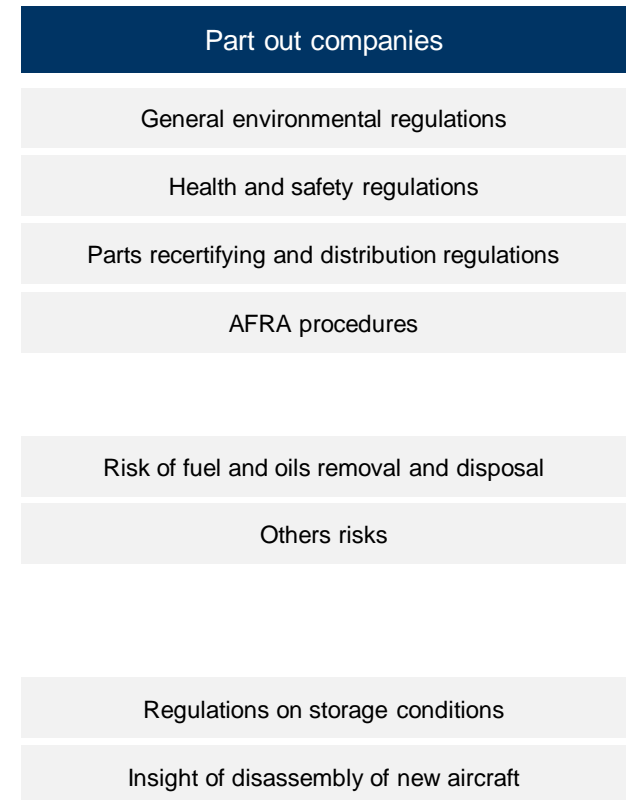 Part out companies
General environmental regulations
Health and safety regulations
Parts recertifying and distribution regulations
AFRA procedures
Risk of fuel and oils removal and disposal
Others risks
Regulations on storage conditions
Insight of disassembly of new aircraft